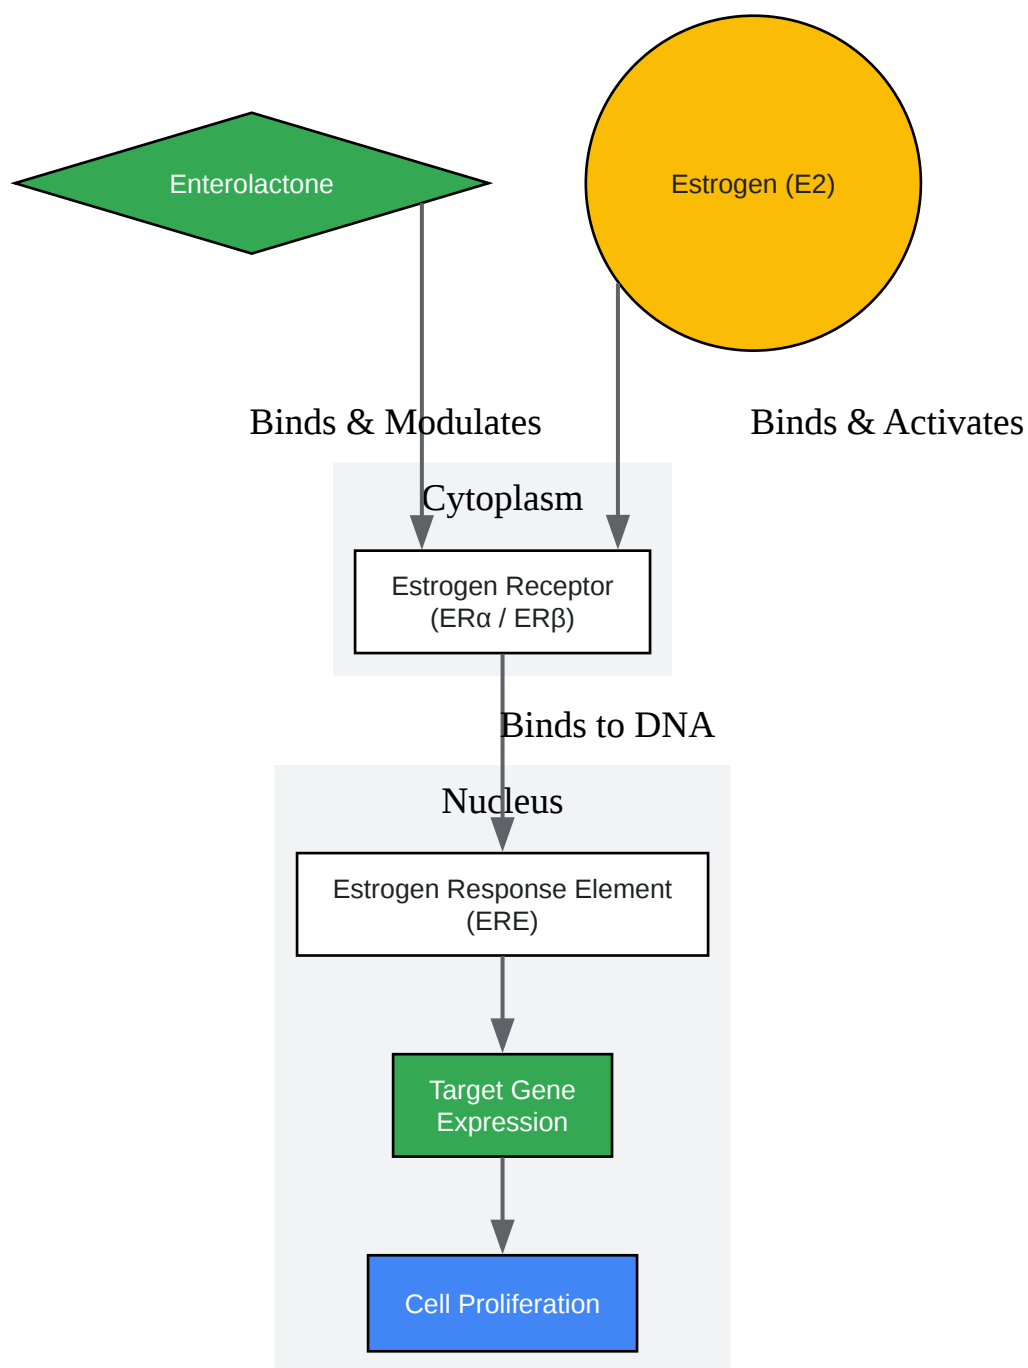 Enterolactone
Estrogen (E2)
Binds & Modulates
Binds & Activates
Cytoplasm
Estrogen Receptor
(ERα / ERβ)
Binds to DNA
Nucleus
Estrogen Response Element
(ERE)
Target Gene
Expression
Cell Proliferation